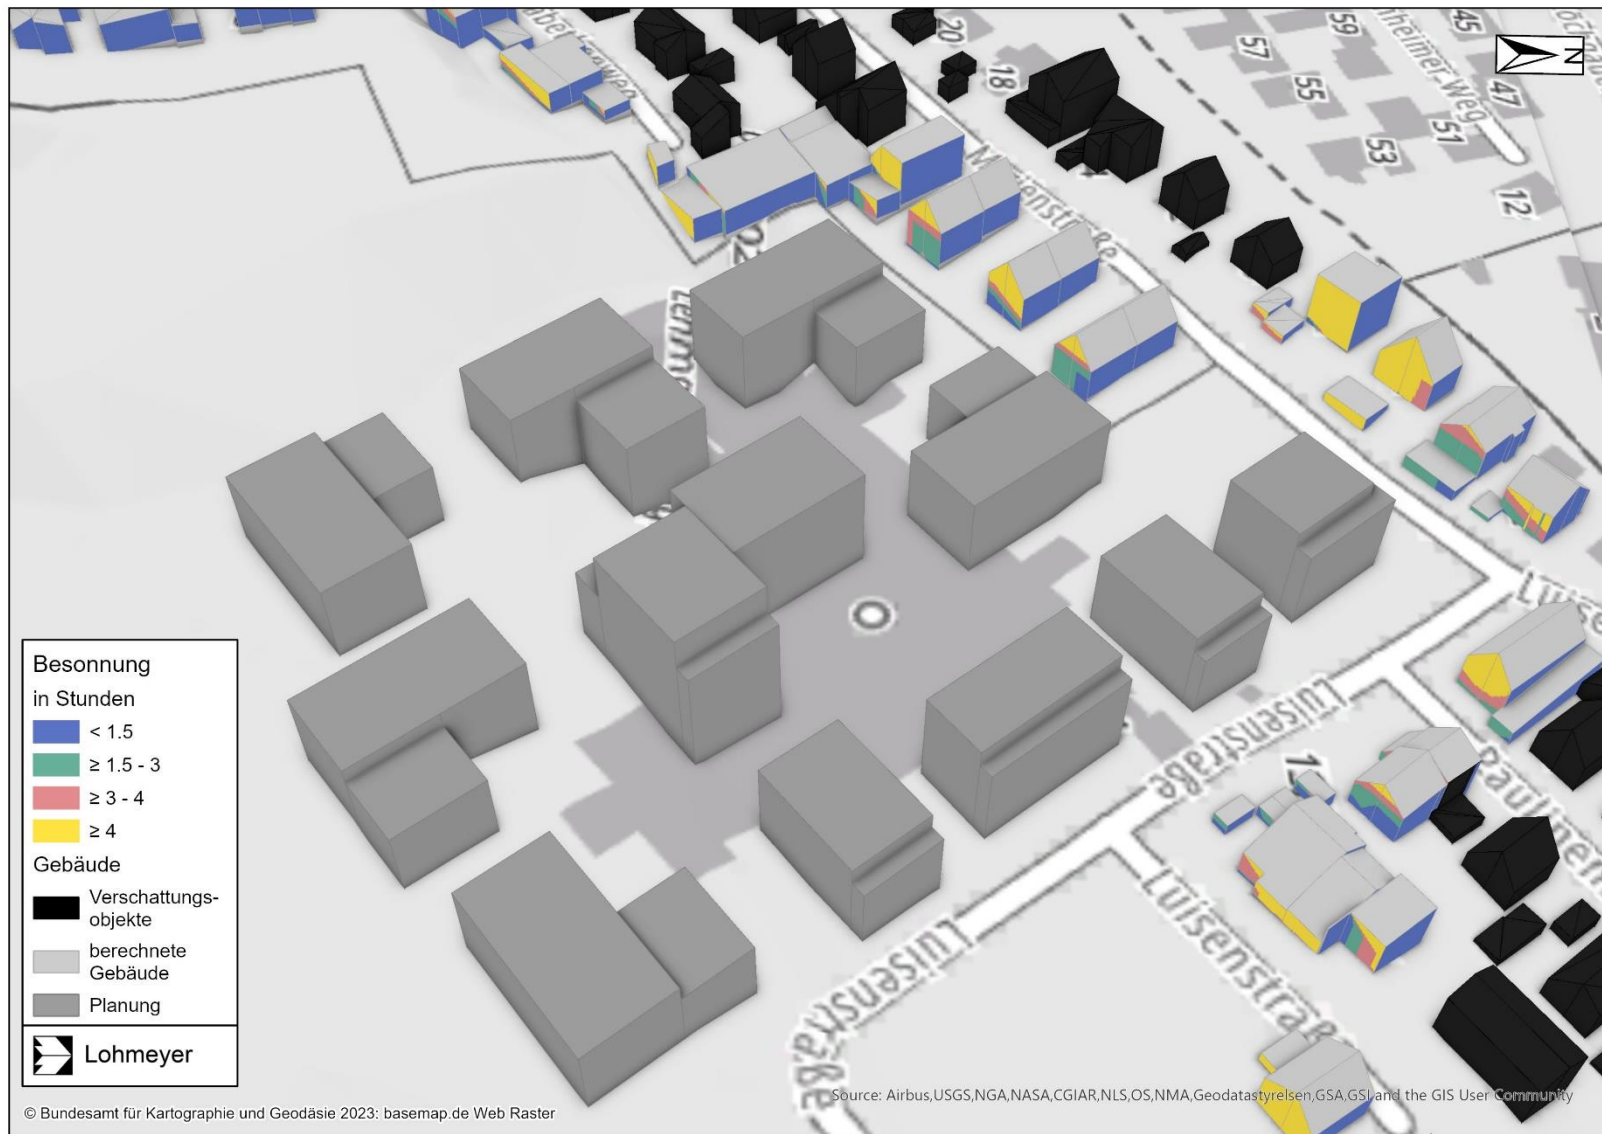 20
18
57
59
55
53
45
47
51
12
N
Luisenstraße
Luisenstraße
Luisenstraße
Besonnung
in Stunden
< 1.5
≥ 1.5 - 3
≥ 3 - 4
≥ 4
Gebäude
Verschattungs-
objekte
berechnete
Gebäude
Planung
Lohmeyer
© Bundesamt für Kartographie und Geodäsie 2023: basemap.de Web Raster
Source: Airbus,USGS,NGA,NASA,CGIAR,NLS,OS,NMA,Geodatastyrelsen,GSA,GSI and the GIS User Community